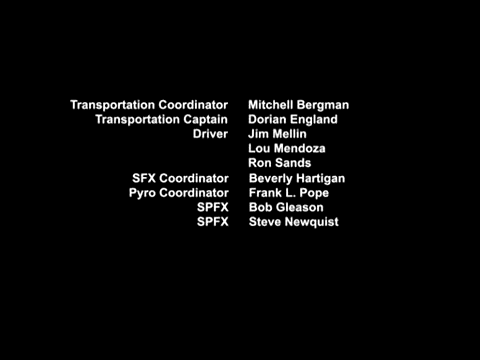 Transportation Coordinator Mitchell Bergman
Transportation Captain Dorian England
Driver Jim Mellin
Lou Mendoza
Ron Sands
SFX Coordinator Beverly Hartigan
Pyro Coordinator Frank L. Pope
SPFX Bob Gleason
SPFX Steve Newquist